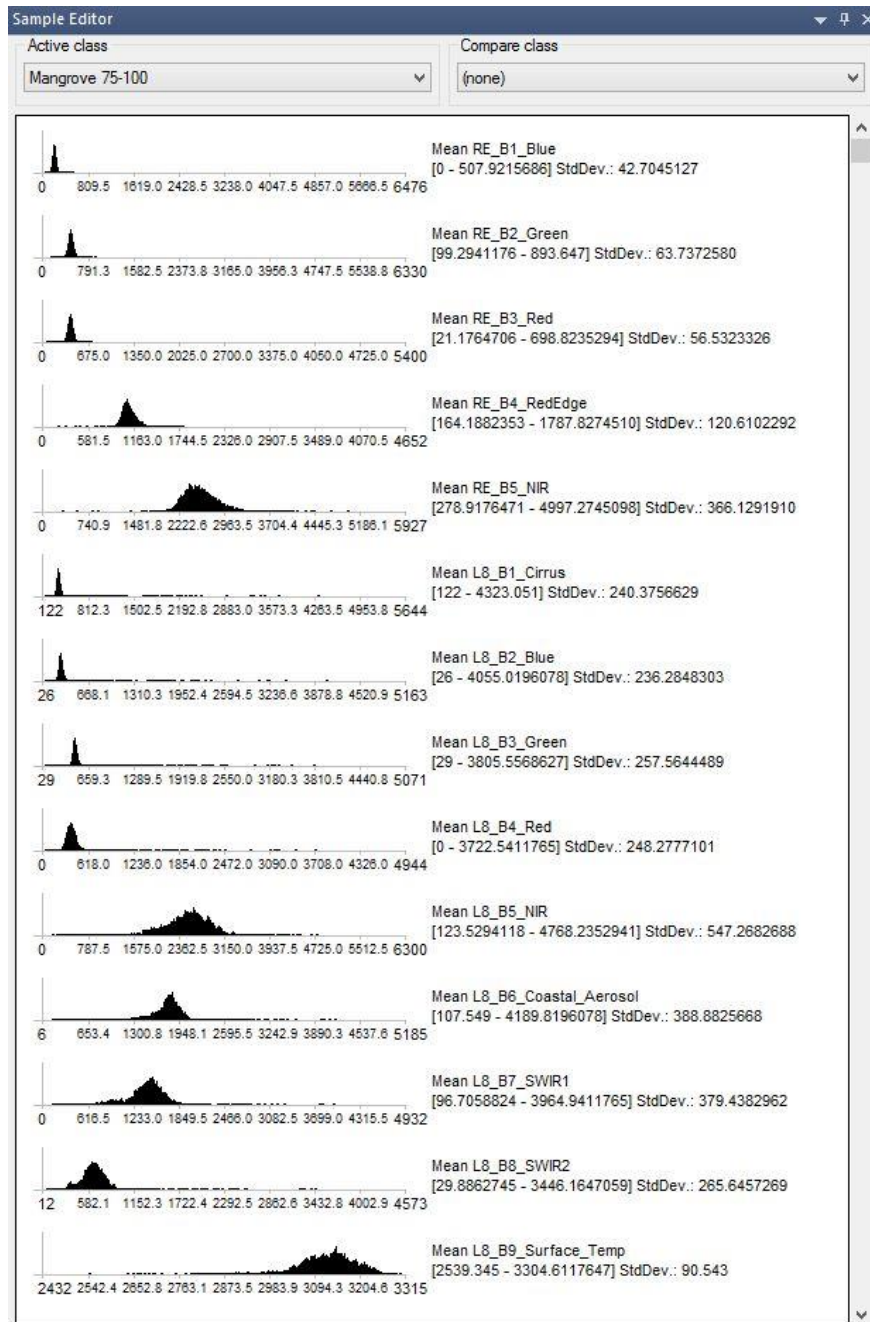 Sample Editor
Active class
Compare class
Mangrove 75-100
(none)
Mean RE_B1_Blue
[0 - 507.9215686] StdDev.: 42.7045127
0 809.5 1619.0 2428.5 3238.0 4047.5 4857.0 5666.5 6476
Mean RE_B2_Green
[99.2941176 - 893.647] StdDev.: 63.7372580
0 791.3 1582.5 2373.8 3165.0 3956.3 4747.5 5538.8 6330
Mean RE_B3_Red
[21.1764706 - 698.8235294] StdDev.: 56.5323326
0 675.0 1350.0 2025.0 2700.0 3375.0 4050.0 4725.0 5400
Mean RE_B4_RedEdge
[164.1882353 - 1787.8274510] StdDev.: 120.6102292
0 581.5 1163.0 1744.5 2326.0 2907.5 3489.0 4070.5 4652
Mean RE_B5_NIR
[278.9176471 - 4997.2745098] StdDev.: 366.1291910
0 740.9 1481.8 2222.6 2963.5 3704.4 4445.3 5186.1 5927
Mean L8_B1_Cirrus
[122 - 4323.051] StdDev.: 240.3756629
122 812.3 1502.5 2192.8 2883.0 3573.3 4263.5 4953.8 5644
Mean L8_B2_Blue
[26 - 4055.0196078] StdDev.: 236.2848303
26 668.1 1310.3 1952.4 2594.5 3236.6 3878.8 4520.9 5163
Mean L8_B3_Green
[29 - 3805.5568627] StdDev.: 257.5644489
29 659.3 1289.5 1919.8 2550.0 3180.3 3810.5 4440.8 5071
Mean L8_B4_Red
[0 - 3722.5411765] StdDev.: 248.2777101
0 618.0 1236.0 1854.0 2472.0 3090.0 3708.0 4326.0 4944
Mean L8_B5_NIR
[123.5294118 - 4768.2352941] StdDev.: 547.2682688
0 787.5 1575.0 2362.5 3150.0 3937.5 4725.0 5512.5 6300
Mean L8_B6_Coastal_Aerosol
[107.549 - 4189.8196078] StdDev.: 388.8825668
6 653.4 1300.8 1948.1 2595.5 3242.9 3890.3 4537.6 5185
Mean L8_B7_SWIR1
[96.7058824 - 3964.9411765] StdDev.: 379.4382962
0 616.5 1233.0 1849.5 2466.0 3082.5 3699.0 4315.5 4932
Mean L8_B8_SWIR2
[29.8862745 - 3446.1647059] StdDev.: 265.6457269
12 582.1 1152.3 1722.4 2292.5 2862.6 3432.8 4002.9 4573
Mean L8_B9_Surface_Temp
[2539.345 - 3304.6117647] StdDev.: 90.543
2432 2542.4 2652.8 2763.1 2873.5 2983.9 3094.3 3204.6 3315